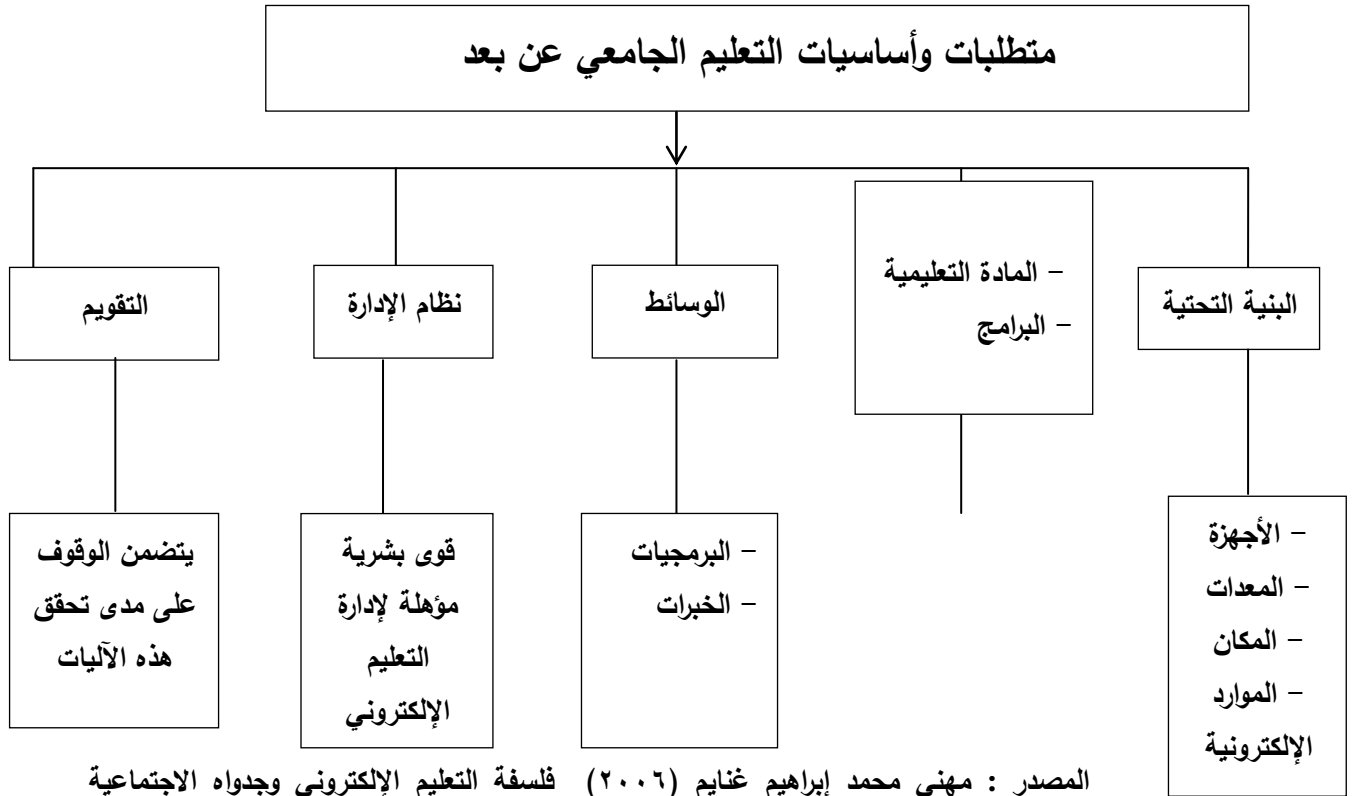 متطلبات وأساسيات التعليم الجامعي عن بعد
البنية التحتية
- المادة التعليمية
- البرامج
الوسائط
نظام الإدارة
التقويم
- الأجهزة
- المعدات
- المكان
- الموارد
الإلكترونية
- البرمجيات
- الخبرات
قوى بشرية
مؤهلة لإدارة
التعليم
الإلكتروني
يتضمن الوقوف
على مدى تحقق
هذه الآليات
المصدر : مهني محمد إبراهيم غنايم (٢٠٠٦) فلسفة التعليم الإلكتروني وجدواه الاجتماعية